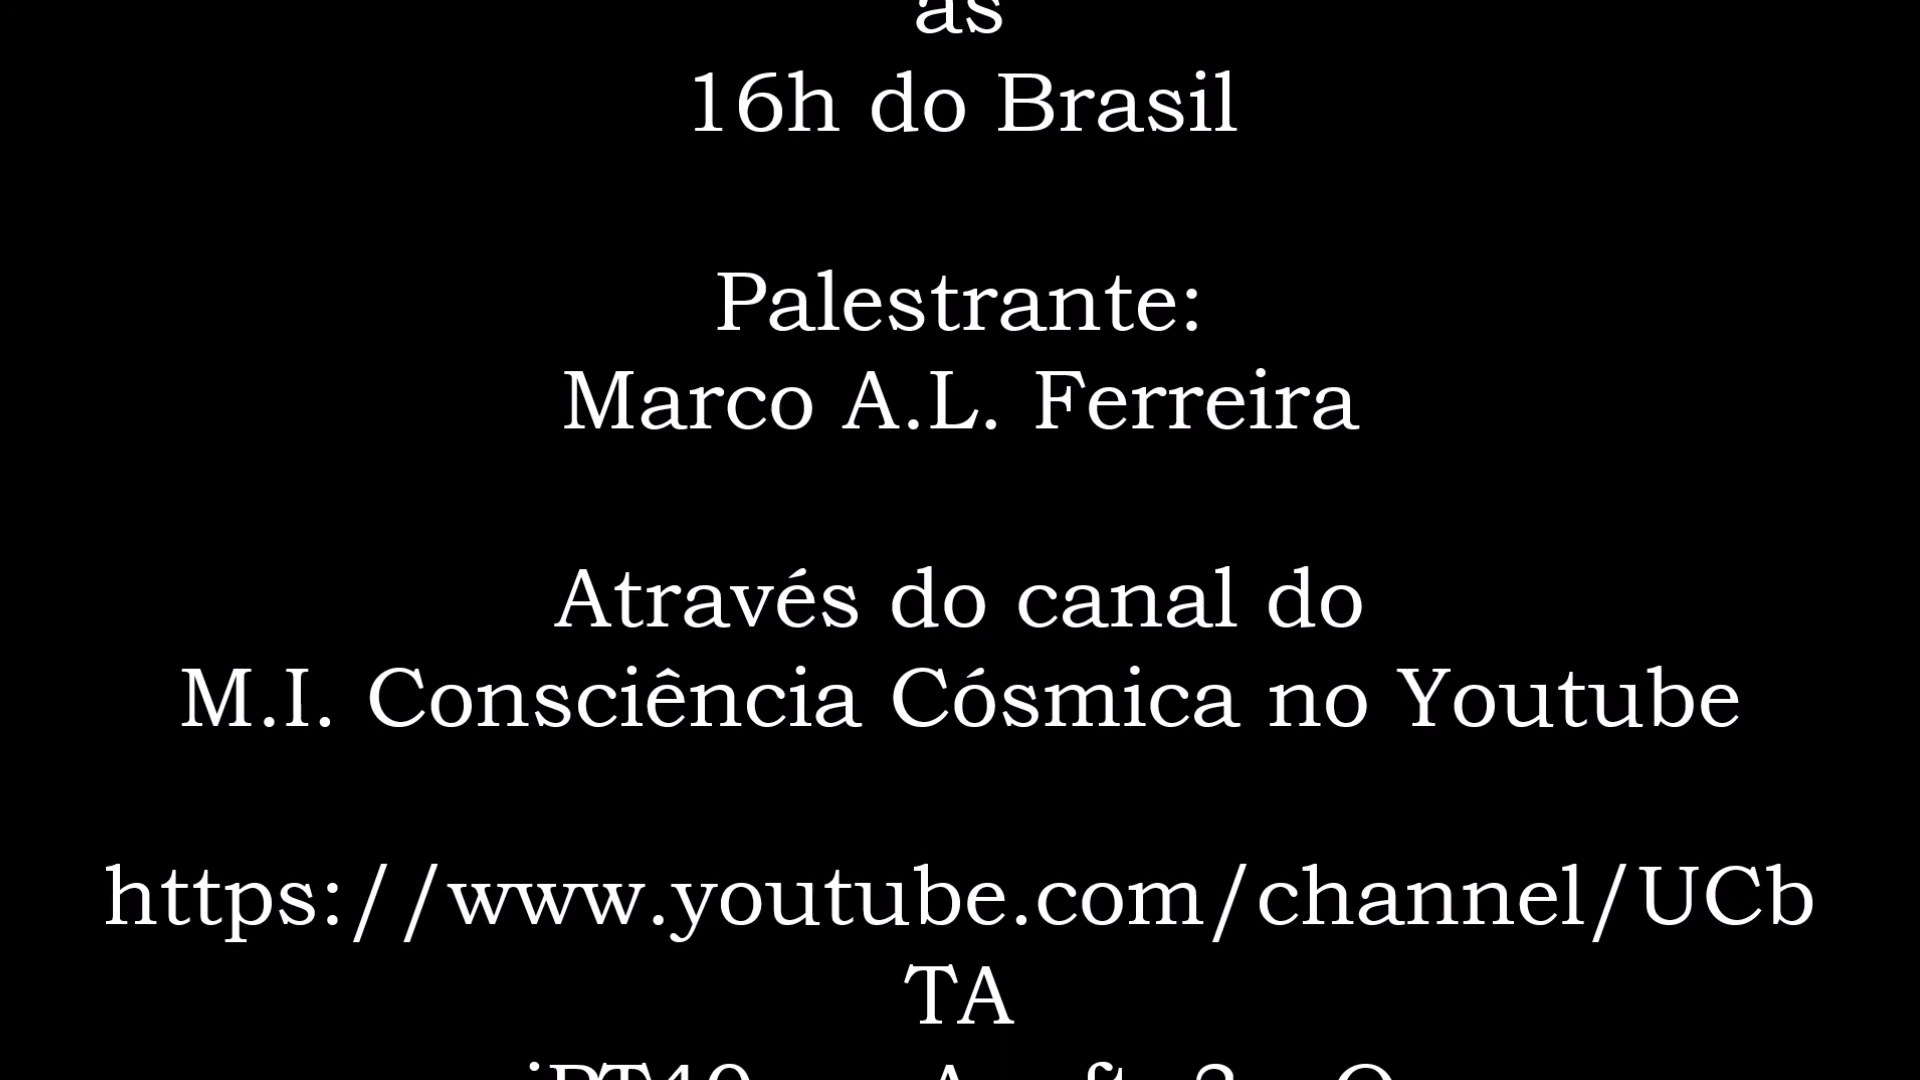 16h do Brasil
Palestrante:
Marco A.L. Ferreira
Através do canal do
M.I. Consciência Cósmica no Youtube
https://www.youtube.com/channel/UCb
TA